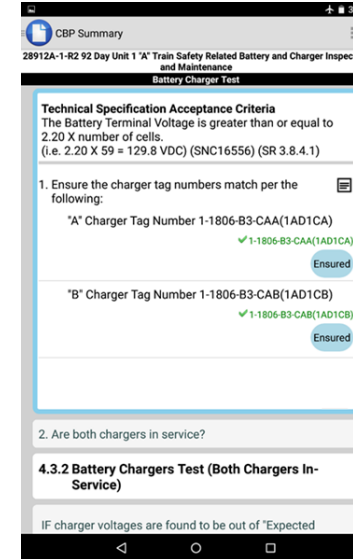 CBP Summary
28912A-1-R2 92 Day Unit 1 "A" Train Safety Related Battery and Charger Inspec
and Maintenance
Battery Charger Test
Technical Specification Acceptance Criteria
The Battery Terminal Voltage is greater than or equal to
2.20 X number of cells.
(i.e. 2.20 X 59 = 129.8 VDC) (SNC16556) (SR 3.8.4.1)
1. Ensure the charger tag numbers match per the
following:
"A" Charger Tag Number 1-1806-B3-CAA(1AD1CA)
✓1-1806-B3-CAA(1AD1CA)
Ensured
"B" Charger Tag Number 1-1806-B3-CAB(1AD1CB)
✓1-1806-B3-CAB(1AD1CB)
Ensured
2. Are both chargers in service?
4.3.2 Battery Chargers Test (Both Chargers In-
Service)
IF charger voltages are found to be out of "Expected